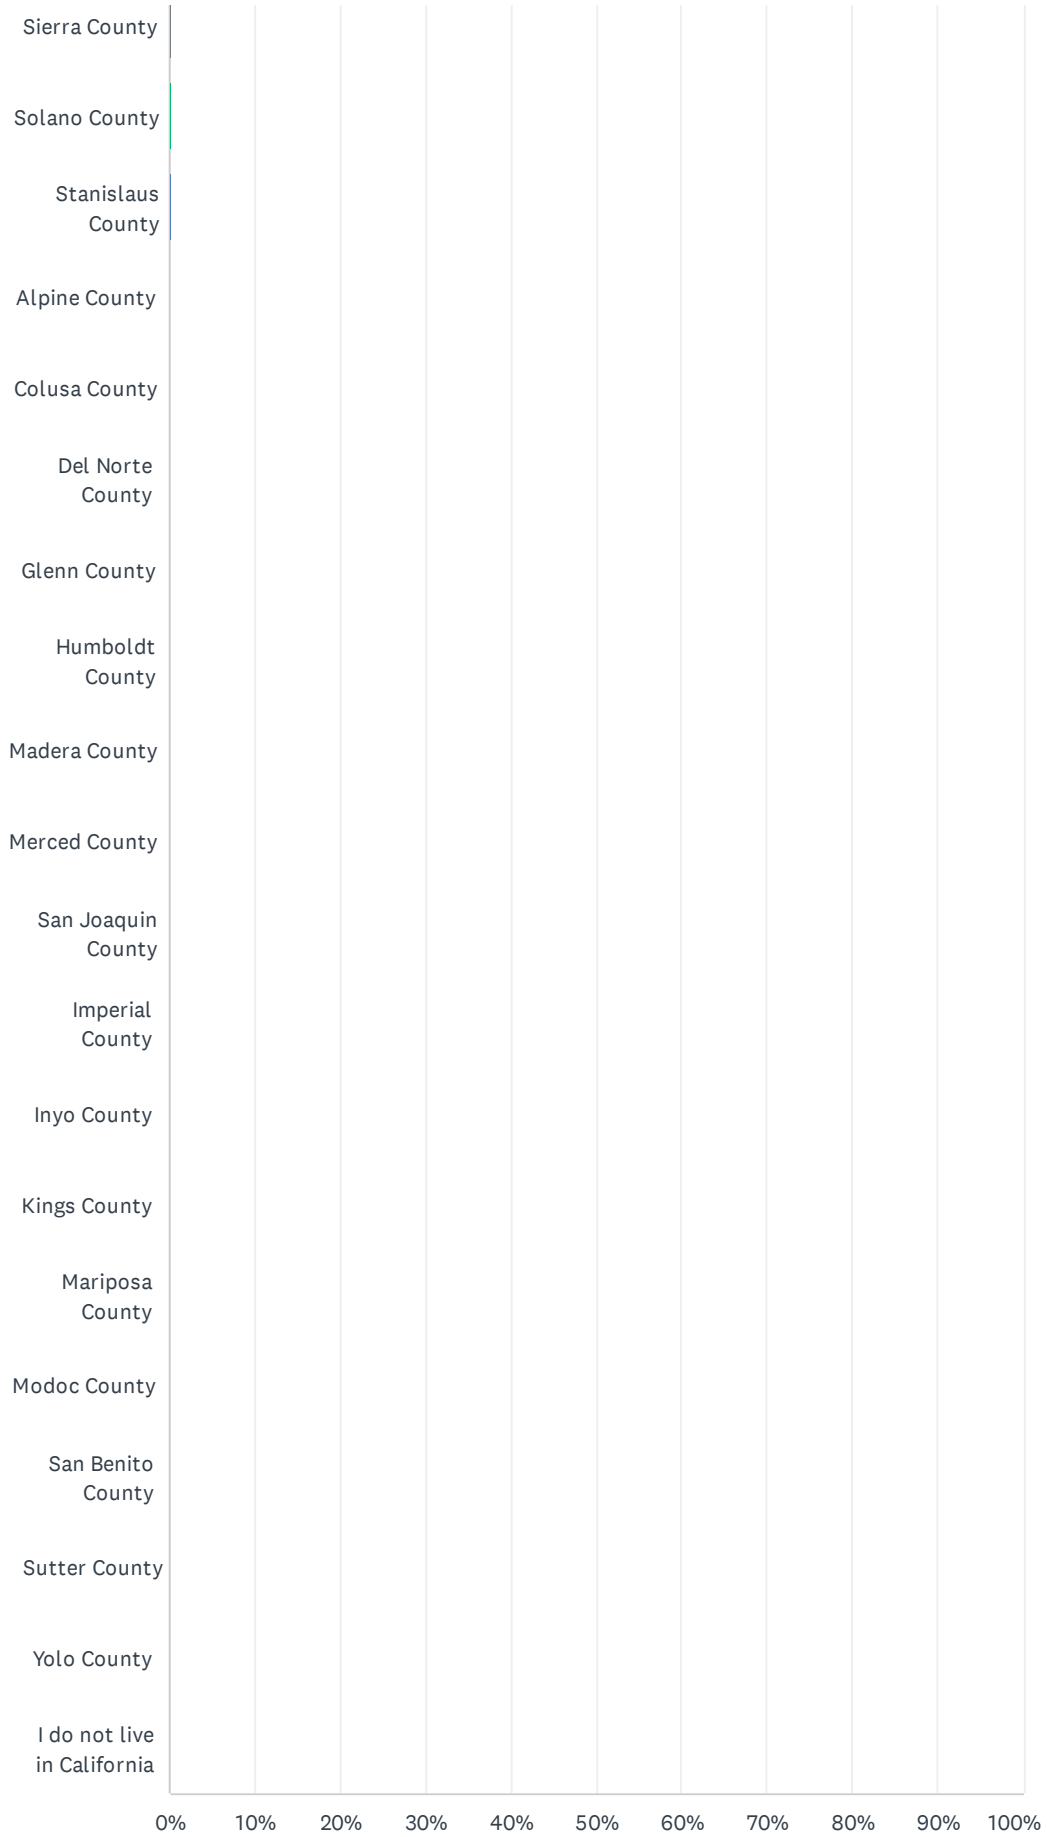 Sierra County
Solano County
Stanislaus
County
Alpine County
Colusa County
Del Norte
County
Glenn County
Humboldt
County
Madera County
Merced County
San Joaquin
County
Imperial
County
Inyo County
Kings County
Mariposa
County
Modoc County
San Benito
County
Sutter County
Yolo County
I do not live
in California
0% 10% 20% 30% 40% 50% 60% 70% 80% 90% 100%